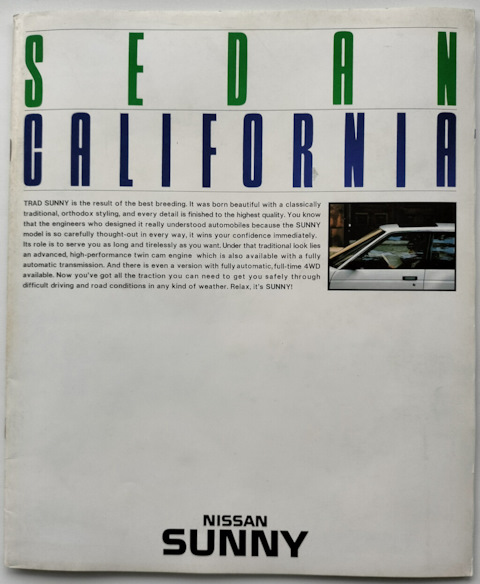 SEDAN
CALIFORNIA
TRAD SUNNY is the result of the best breeding. It was born beautiful with a classically
traditional, orthodox styling, and every detail is finished to the highest quality. You know
that the engineers who designed it really understood automobiles because the SUNNY
model is so carefully thought-out in every way, it wins your confidence immediately.
Its role is to serve you as long and tirelessly as you want. Under that traditional look lies
an advanced, high-performance twin cam engine which is also available with a fully
automatic transmission. And there is even a version with fully automatic, full-time 4WD
available. Now you've got all the traction you can need to get you safely through
difficult driving and road conditions in any kind of weather. Relax, it's SUNNY!
NISSAN
SUNNY